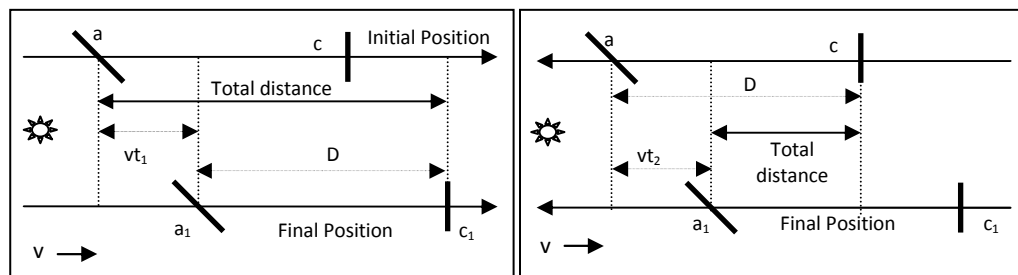 a
c
Initial Position
Total distance
vt1
D
a1
Final Position
c1
v
a
c
D
vt2
Total
distance
a1
Final Position
c1
v